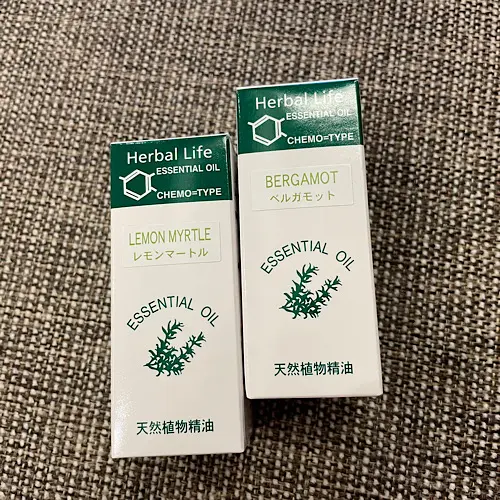 Herbal Life
ESSENTIAL OIL
CHEMO=TYPE
LEMON MYRTLE
レモンマートル
ESSENTIAL OIL
天然植物精油
Herbal Life
ESSENTIAL OIL
CHEMO=TYPE
BERGAMOT
ベルガモット
ESSENTIAL OIL
天然植物精油